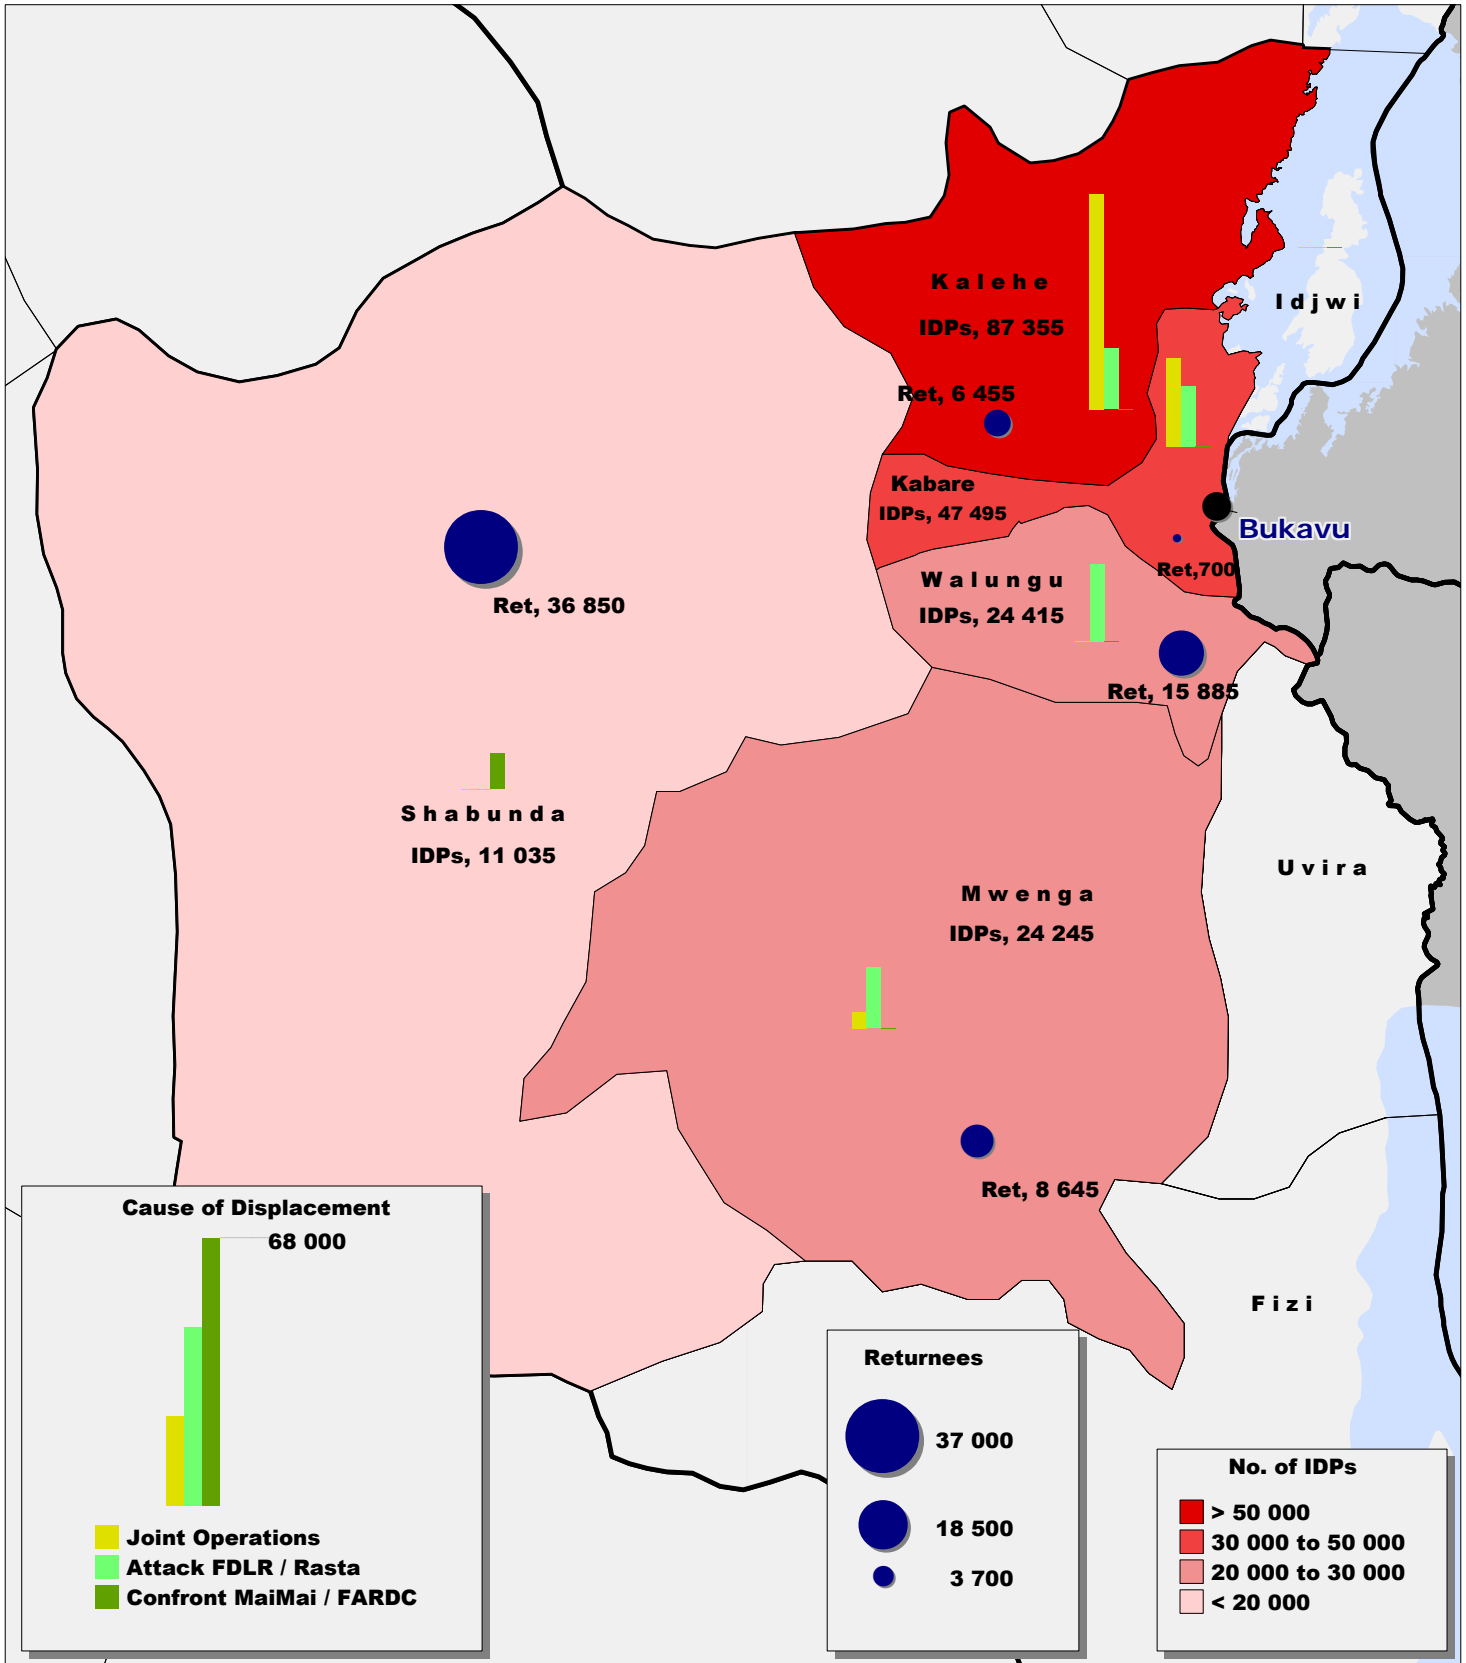 K a l e h e
IDPs, 87 355
I d j w i
Ret, 6 455
Kabare
IDPs, 47 495
Bukavu
Ret,700
W a l u n g u
IDPs, 24 415
Ret, 36 850
Ret, 15 885
S h a b u n d a
IDPs, 11 035
U v i r a
M w e n g a
IDPs, 24 245
Ret, 8 645
F i z i
Cause of Displacement
68 000
Joint Operations
Attack FDLR / Rasta
Confront MaiMai / FARDC
Returnees
37 000
18 500
3 700
No. of IDPs
> 50 000
30 000 to 50 000
20 000 to 30 000
< 20 000